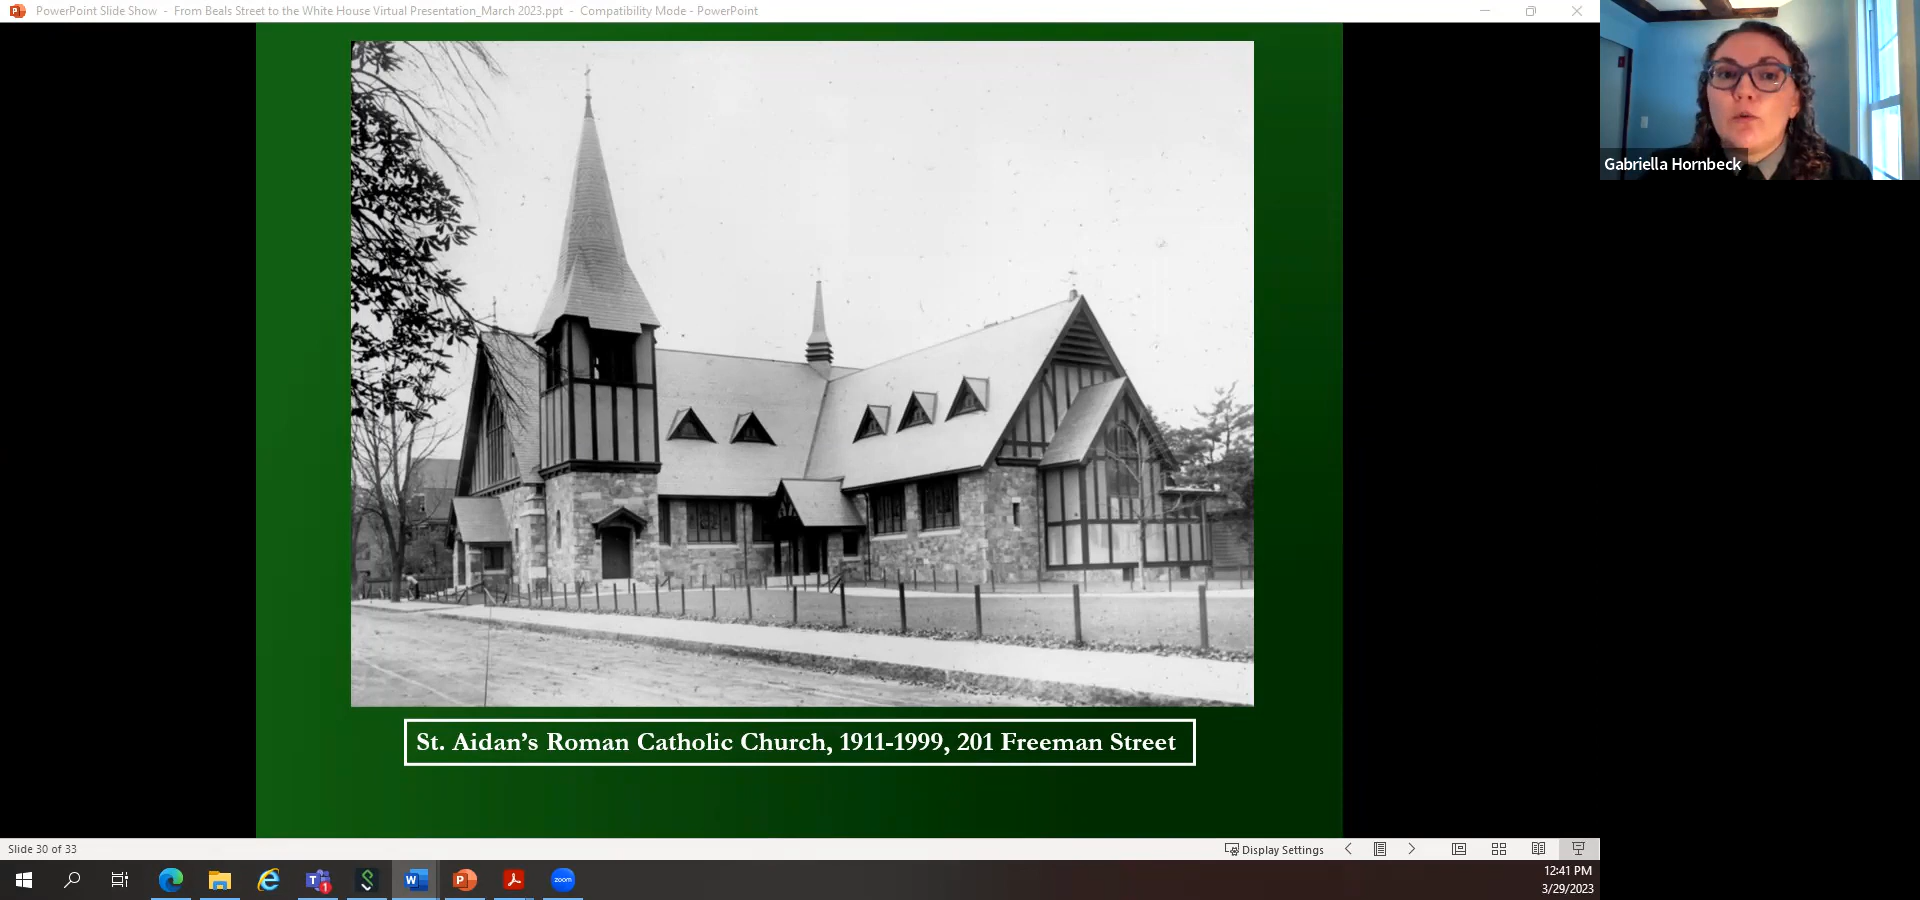 PowerPoint Slide Show - From Beals Street to the White House Virtual Presentation_March 2023.ppt - Compatibility Mode - PowerPoint
Gabriella Hornbeck
St. Aidan's Roman Catholic Church, 1911-1999, 201 Freeman Street
Slide 30 of 33
Display Settings
zoom
12:41 PM
3/29/2023